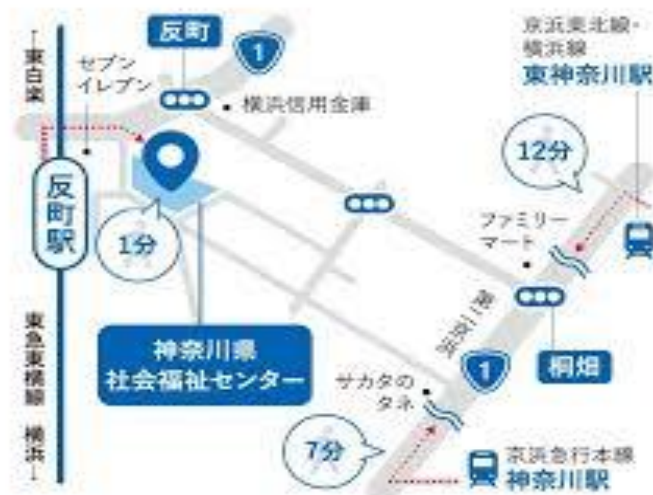 ←東白楽
セブン
イレブン
反町
1
横浜信用金庫
京浜東北線・
横浜線
東神奈川駅
12分
反町駅
1分
ファミリー
マート
第二京浜
神奈川県
社会福祉センター
1
桐畑
サカタの
タネ
東急東横線 横浜→
7分
京浜急行本線
神奈川駅